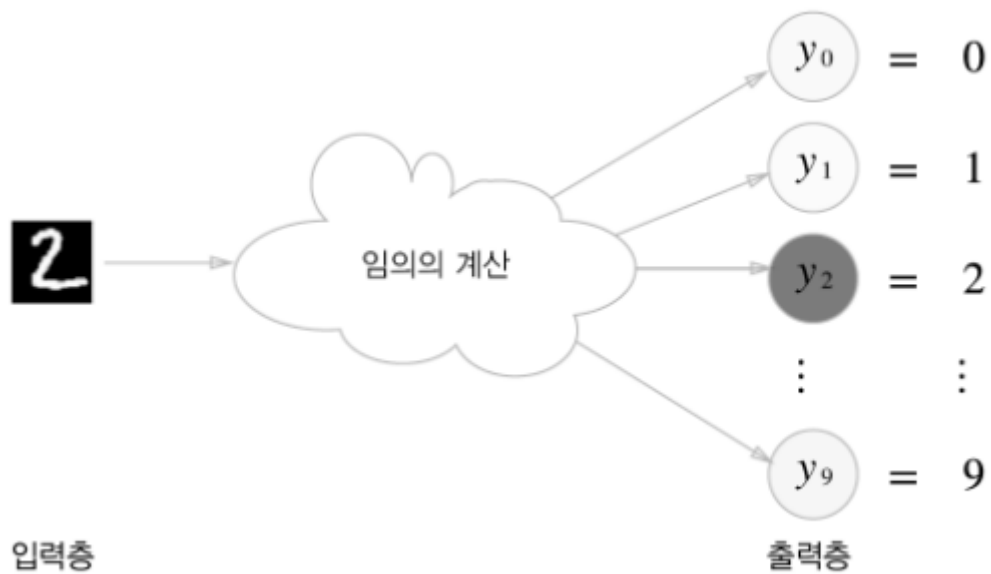 y0 = 0
y1 = 1
2
임의의 계산
y2 = 2
⋮ ⋮
y9 = 9
입력층 출력층